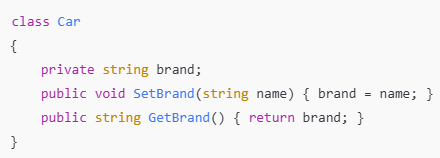 class Car
{
    private string brand;
    public void SetBrand(string name) { brand = name; }
    public string GetBrand() { return brand; }
}